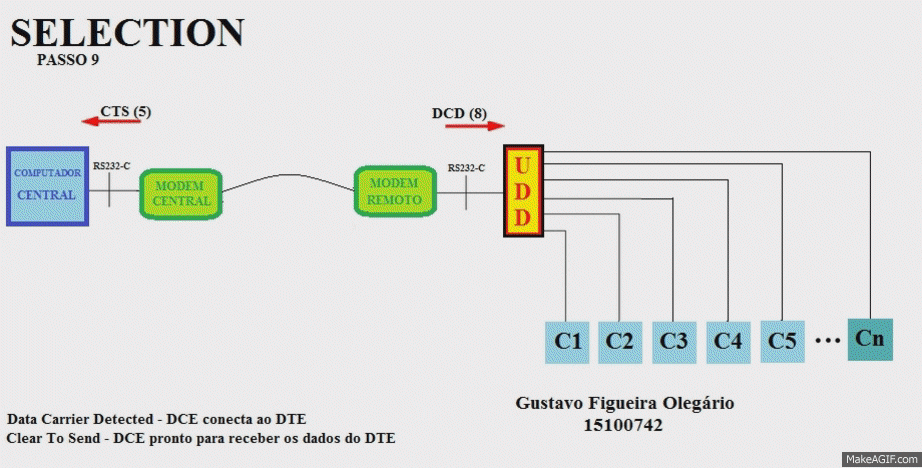 SELECTION
PASSO 9
CTS (5)
DCD (8)
COMPUTADOR
CENTRAL
RS232-C
MODEM
CENTRAL
MODEM
REMOTO
RS232-C
U
D
D
C1 C2 C3 C4 C5 ... Cn
Gustavo Figueira Olegário
15100742
Data Carrier Detected - DCE conecta ao DTE
Clear To Send - DCE pronto para receber os dados do DTE
MakeAGIF.com